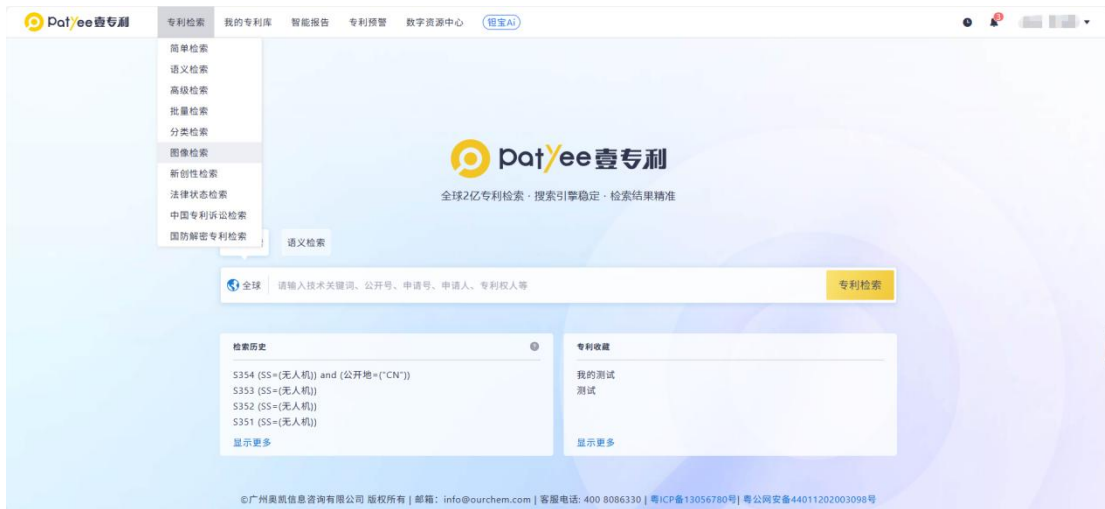 Patyee壹专利 专利检索 我的专利库 智能报告 专利预警 数字资源中心 钽宝Ai 3
简单检索
语义检索
高级检索
批量检索
分类检索
图像检索
新创性检索
法律状态检索
中国专利诉讼检索
国防解密专利检索
Patyee壹专利
全球2亿专利检索 · 搜索引擎稳定 · 检索结果精准
语义检索
全球 请输入技术关键词、公开号、申请号、申请人、专利权人等 专利检索
检索历史 ?
S354 (SS=(无人机)) and (公开地=("CN"))
S353 (SS=(无人机))
S352 (SS=(无人机))
S351 (SS=(无人机))
显示更多
专利收藏
我的测试
测试
显示更多
©广州奥凯信息咨询有限公司 版权所有 | 邮箱：info@ourchem.com | 客服电话: 400 8086330 | 粤ICP备13056780号| 粤公网安备44011202003098号